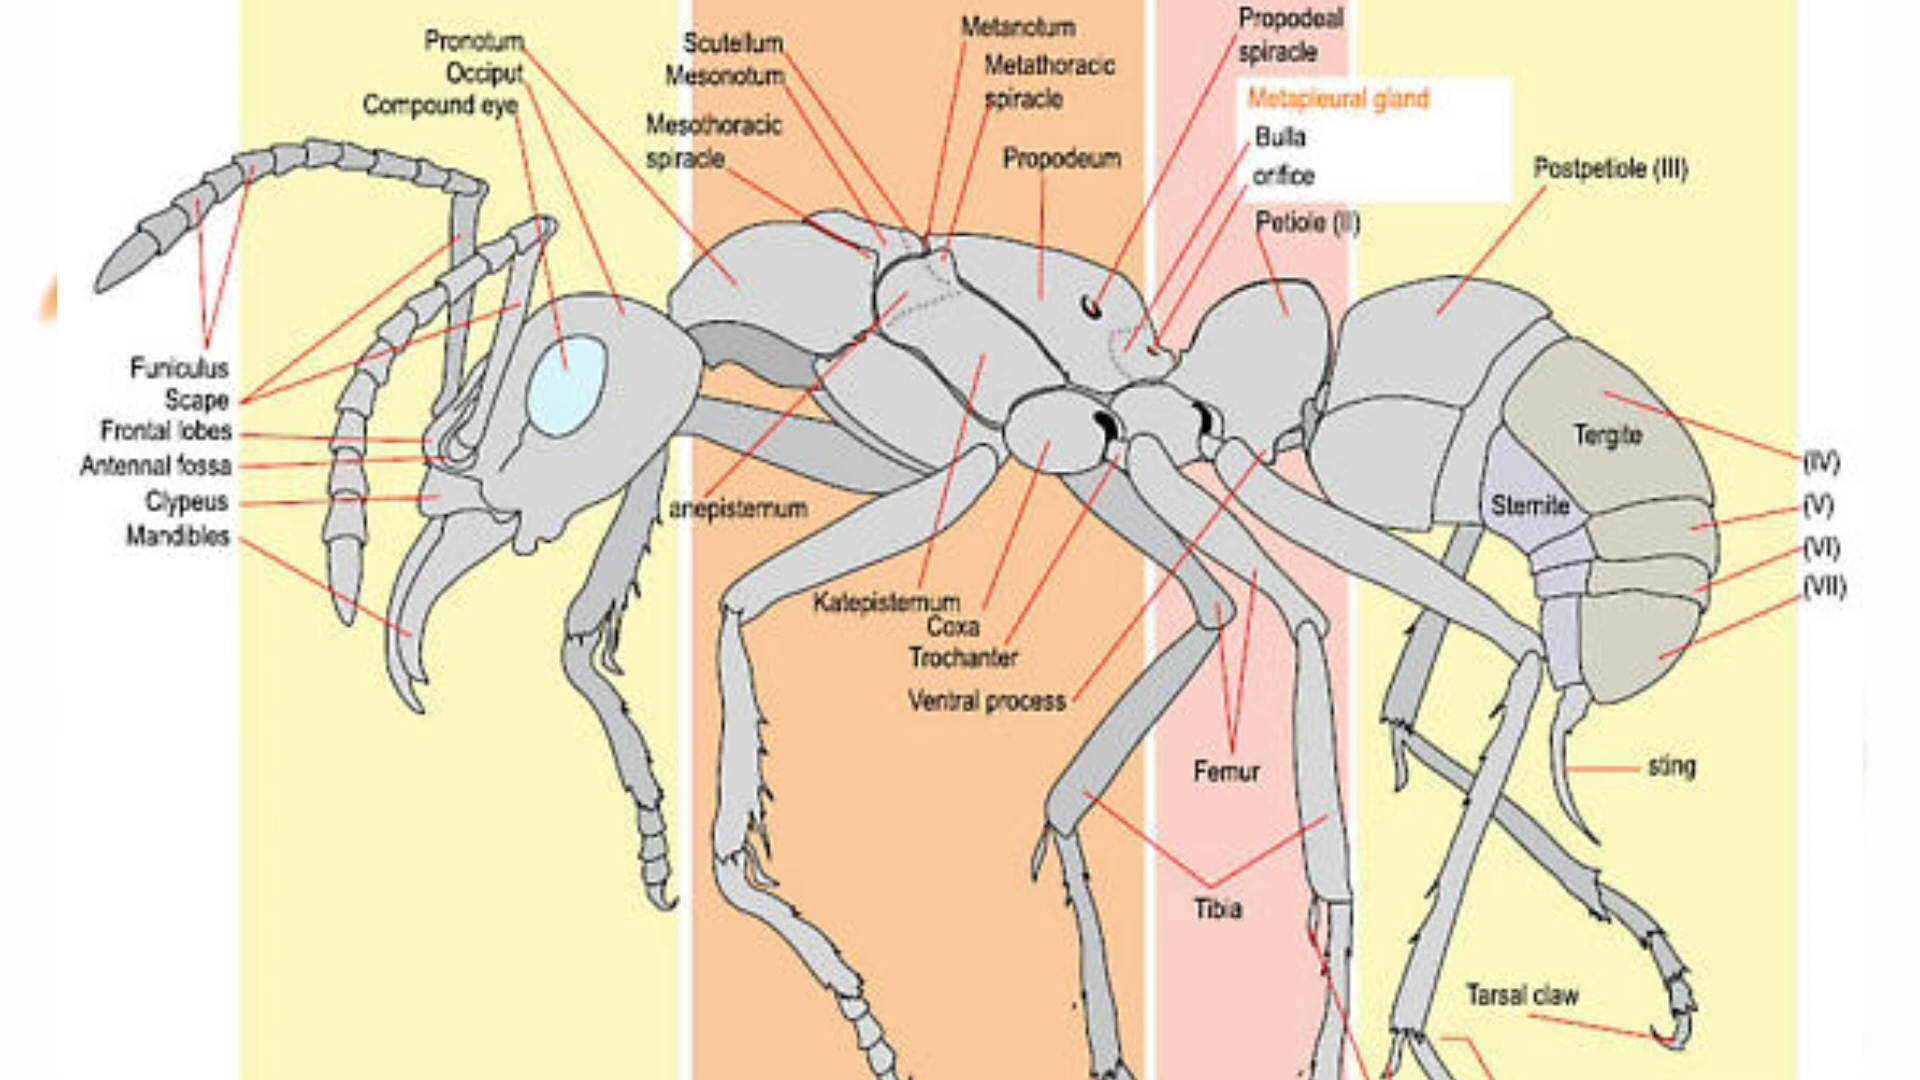 Pronotum
Occiput
Compound eye
Scutellum
Mesonotum
Mesothoracic
spiracle
Metanotum
Metathoracic
spiracle
Propodeum
Propodeal
spiracle
Metapleural gland
Bulla
orifice
Petiole (II)
Postpetiole (III)
Funiculus
Scape
Frontal lobes
Antennal fossa
Clypeus
Mandibles
anepisternum
Katepisternum
Coxa
Trochanter
Ventral process
Femur
Tibia
Tergite
Sternite
(IV)
(V)
(VI)
(VII)
sting
Tarsal claw